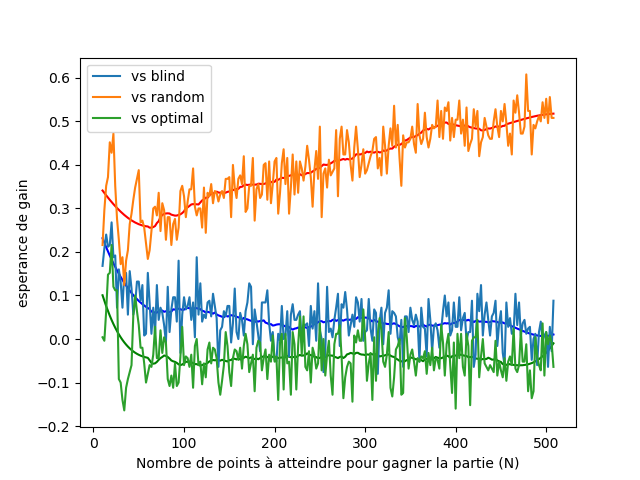 vs blind
vs random
vs optimal
0.6
0.5
0.4
0.3
0.2
0.1
0.0
−0.1
−0.2
esperance de gain
0 100 200 300 400 500
Nombre de points à atteindre pour gagner la partie (N)